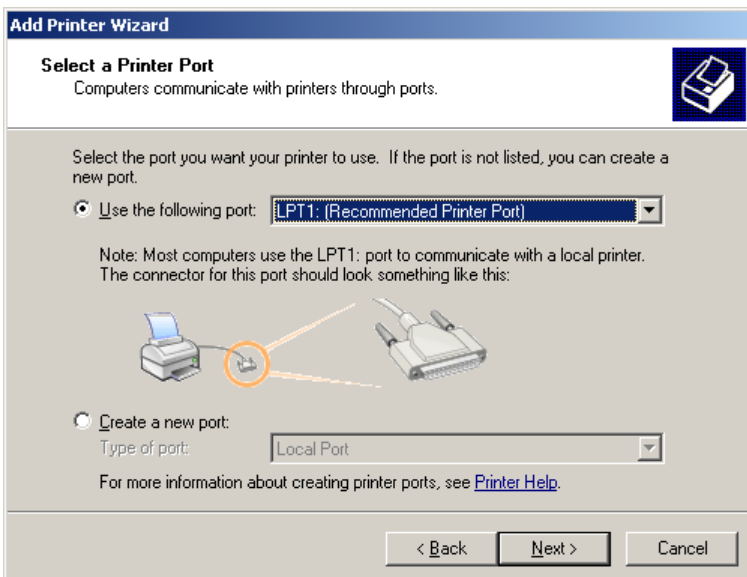 Add Printer Wizard
Select a Printer Port
Computers communicate with printers through ports.
Select the port you want your printer to use.  If the port is not listed, you can create a
new port.
Use the following port: LPT1: (Recommended Printer Port)
Note: Most computers use the LPT1: port to communicate with a local printer.
The connector for this port should look something like this:
Create a new port:
Type of port: Local Port
For more information about creating printer ports, see Printer Help.
< Back Next > Cancel